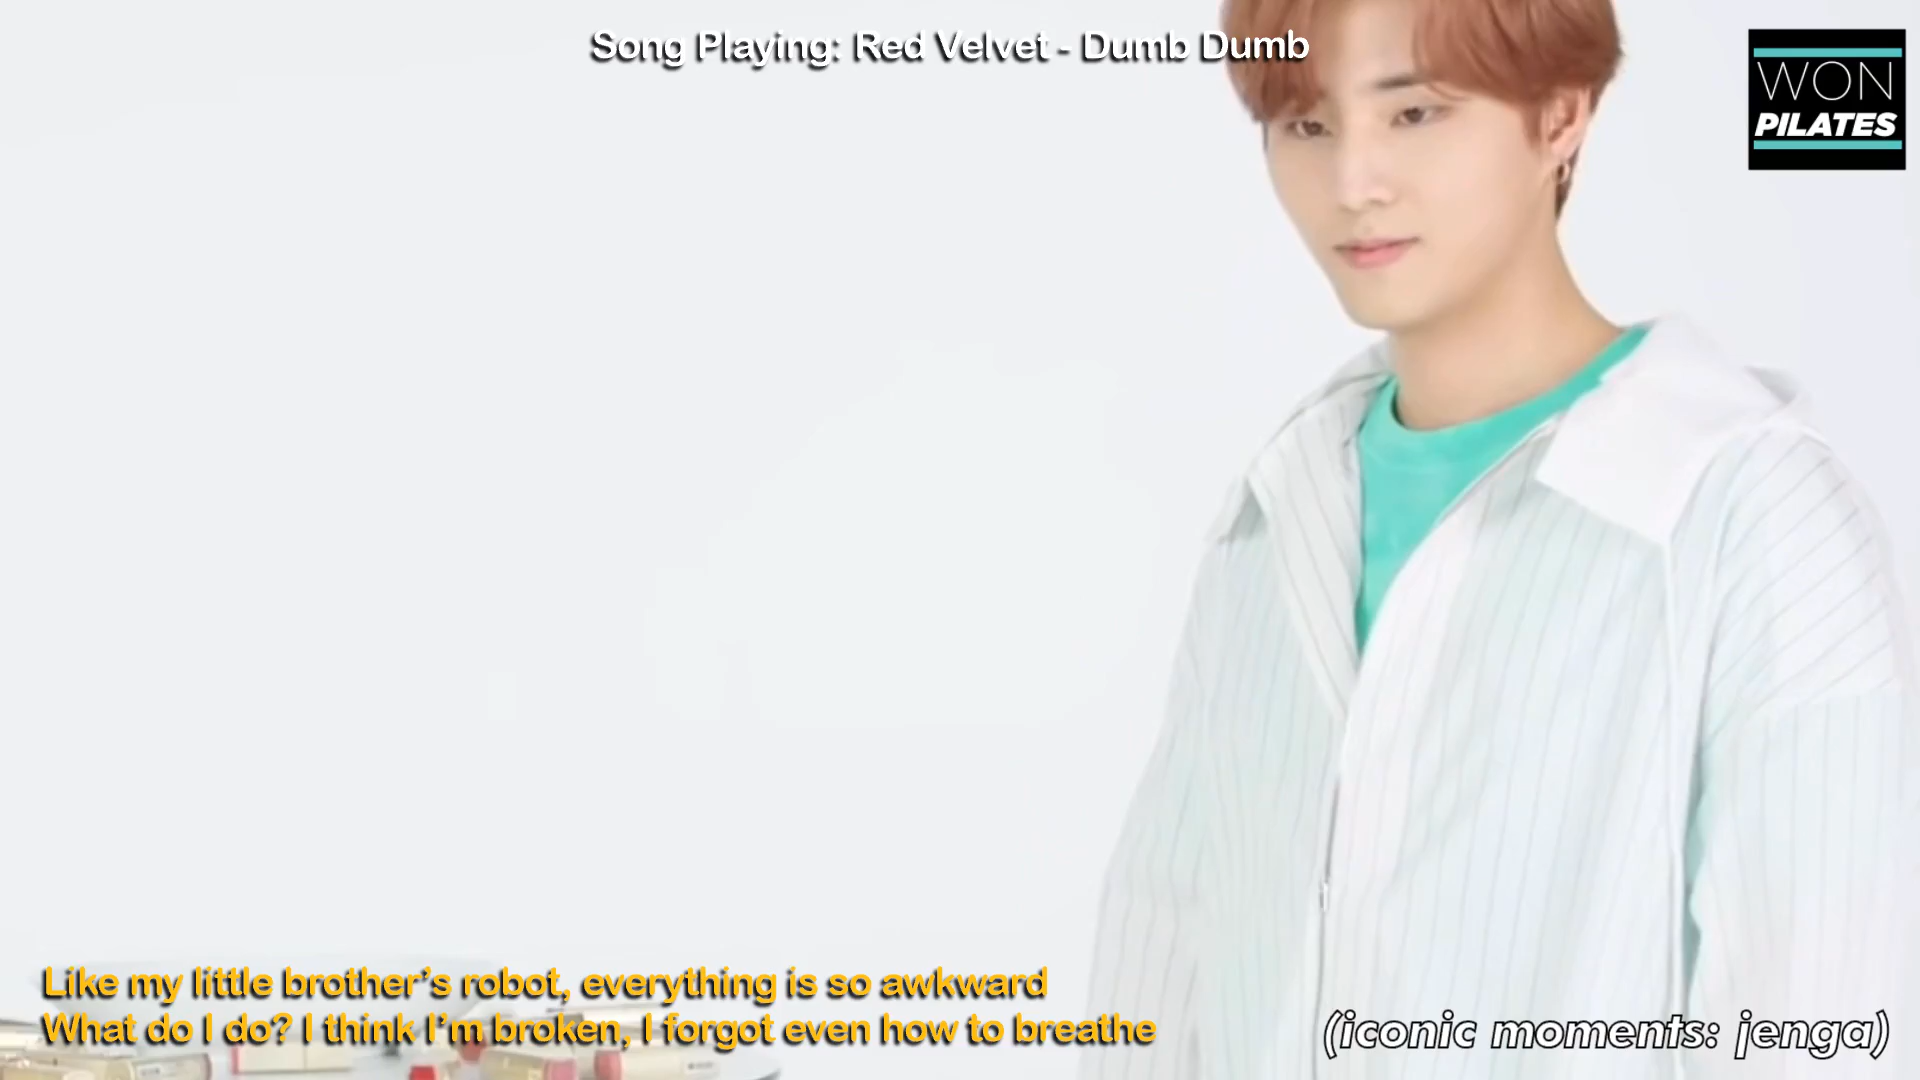 Song Playing: Red Velvet - Dumb Dumb
WON
PILATES
Like my little brother’s robot, everything is so awkward
What do I do? I think I’m broken, I forgot even how to breathe
(iconic moments: jenga)